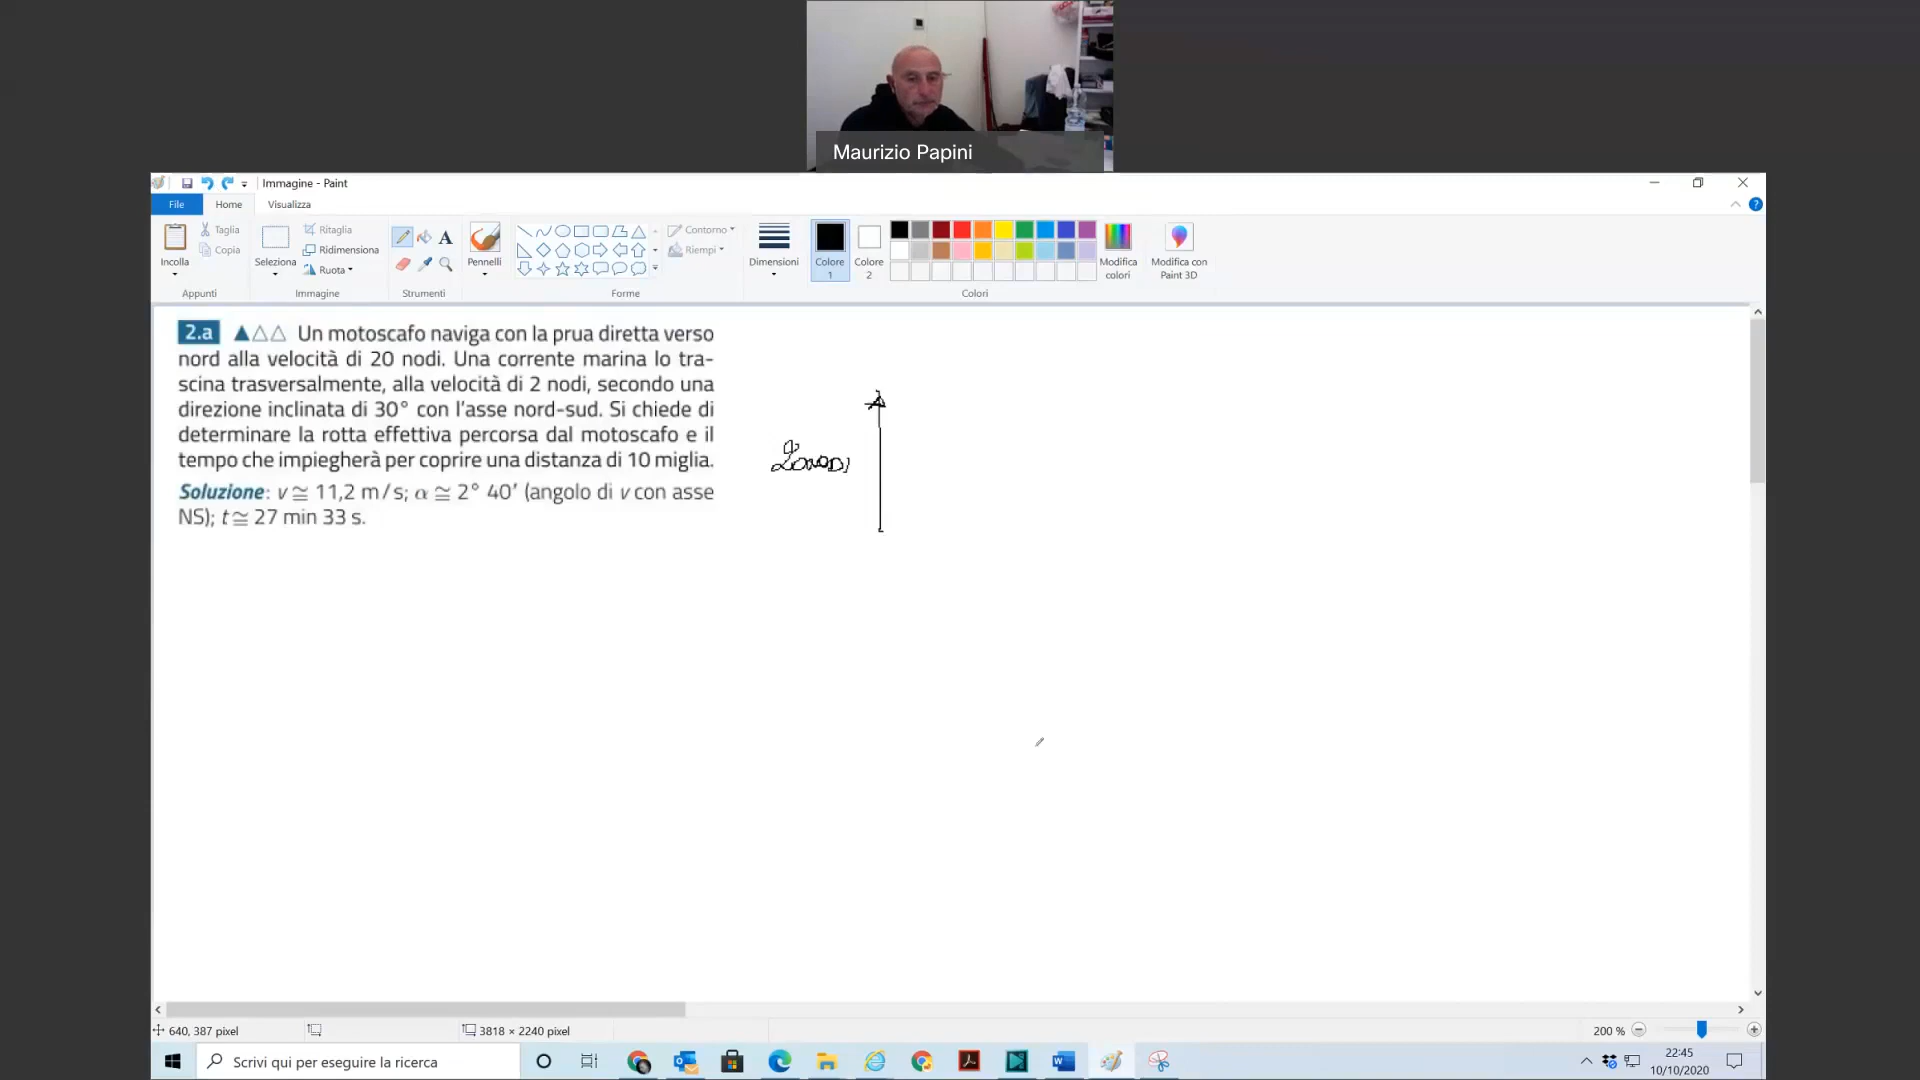 Maurizio Papini
Immagine - Paint
File
Home
Visualizza
Incolla
Taglia
Copia
Appunti
Seleziona
Ritaglia
Ridimensiona
Ruota
Immagine
Strumenti
Pennelli
Forme
Contorno
Riempi
Dimensioni
Colore
1
Colore
2
Colori
Modifica
colori
Modifica con
Paint 3D
2.a Un motoscafo naviga con la prua diretta verso
nord alla velocità di 20 nodi. Una corrente marina lo tra-
scina trasversalmente, alla velocità di 2 nodi, secondo una
direzione inclinata di 30° con l'asse nord-sud. Si chiede di
determinare la rotta effettiva percorsa dal motoscafo e il
tempo che impiegherà per coprire una distanza di 10 miglia.
Soluzione: v ≅ 11,2 m/s; α ≅ 2° 40' (angolo di v con asse
NS); t ≅ 27 min 33 s.
640, 387 pixel
3818 × 2240 pixel
200 %
Scrivi qui per eseguire la ricerca
22:45
10/10/2020